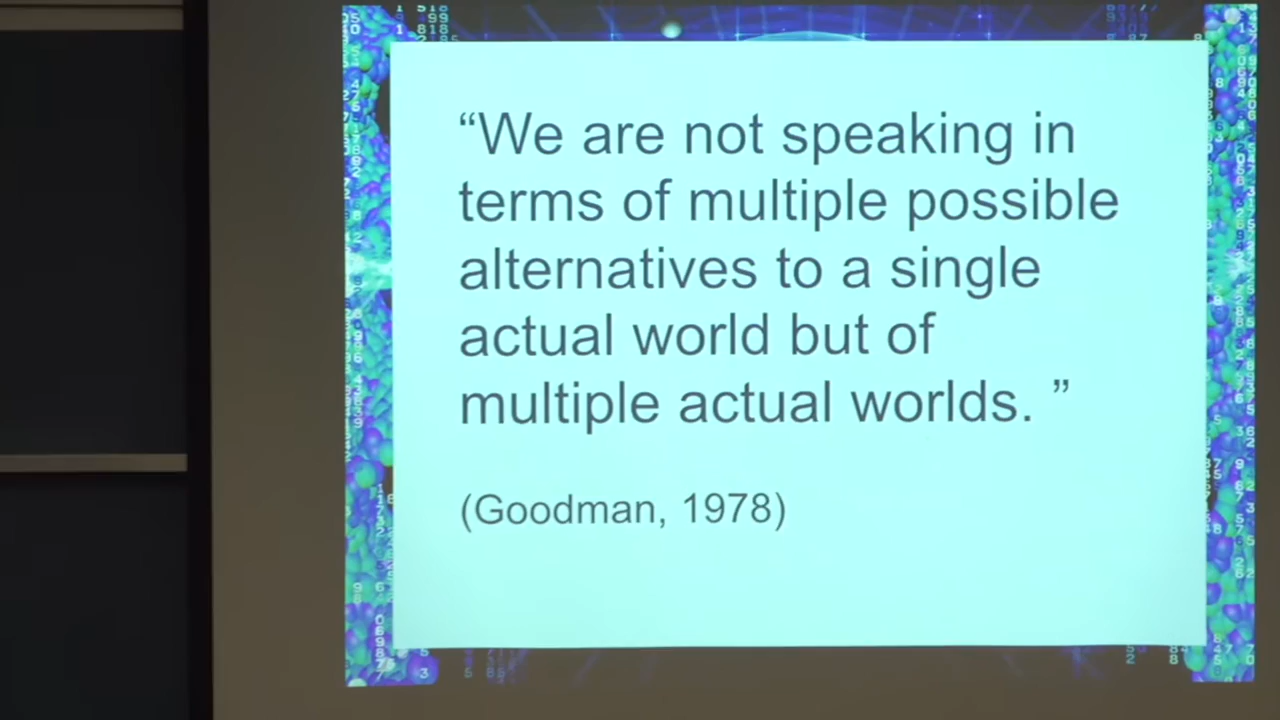 “We are not speaking in
terms of multiple possible
alternatives to a single
actual world but of
multiple actual worlds. ”
(Goodman, 1978)